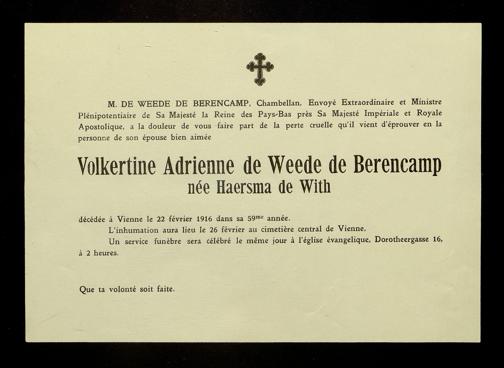 M. DE WEEDE DE BERENCAMP, Chambellan, Envoyé Extraordinaire et Ministre
Plénipotentiaire de Sa Majesté la Reine des Pays-Bas près Sa Majesté Impériale et Royale
Apostolique, a la douleur de vous faire part de la perte cruelle qu'il vient d'éprouver en la
personne de son épouse bien aimée
Volkertine Adrienne de Weede de Berencamp
née Haersma de With
décédée à Vienne le 22 février 1916 dans sa 59me année.
L'inhumation aura lieu le 26 février au cimetière central de Vienne.
Un service funèbre sera célébré le même jour à l'église évangelique, Dorotheergasse 16,
à 2 heures.
Que ta volonté soit faite.